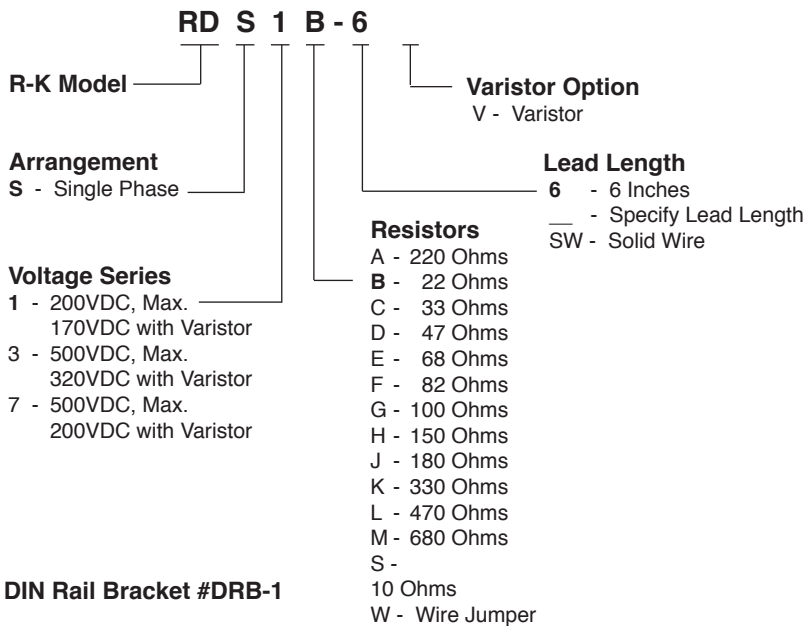 RD S 1 B - 6
R-K Model
Varistor Option
V - Varistor
Arrangement
S - Single Phase
Lead Length
6 - 6 Inches
__ - Specify Lead Length
SW - Solid Wire
Voltage Series
1 - 200VDC, Max.
170VDC with Varistor
3 - 500VDC, Max.
320VDC with Varistor
7 - 500VDC, Max.
200VDC with Varistor
Resistors
A - 220 Ohms
B - 22 Ohms
C - 33 Ohms
D - 47 Ohms
E - 68 Ohms
F - 82 Ohms
G - 100 Ohms
H - 150 Ohms
J - 180 Ohms
K - 330 Ohms
L - 470 Ohms
M - 680 Ohms
S -
10 Ohms
W - Wire Jumper
DIN Rail Bracket #DRB-1